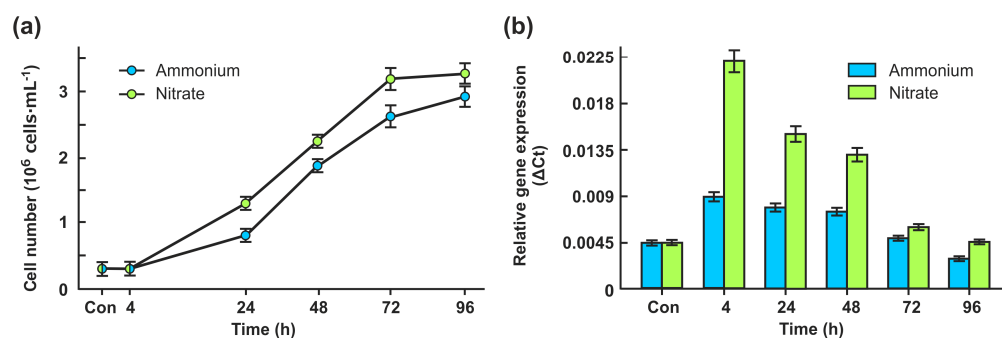 (a)
Cell number (10⁶ cells·mL⁻¹)
3
2
1
0
Ammonium
Nitrate
Con 4 24 48 72 96
Time (h)
(b)
Relative gene expression
(ΔCt)
0.0225
0.018
0.0135
0.009
0.0045
0
Ammonium
Nitrate
Con 4 24 48 72 96
Time (h)